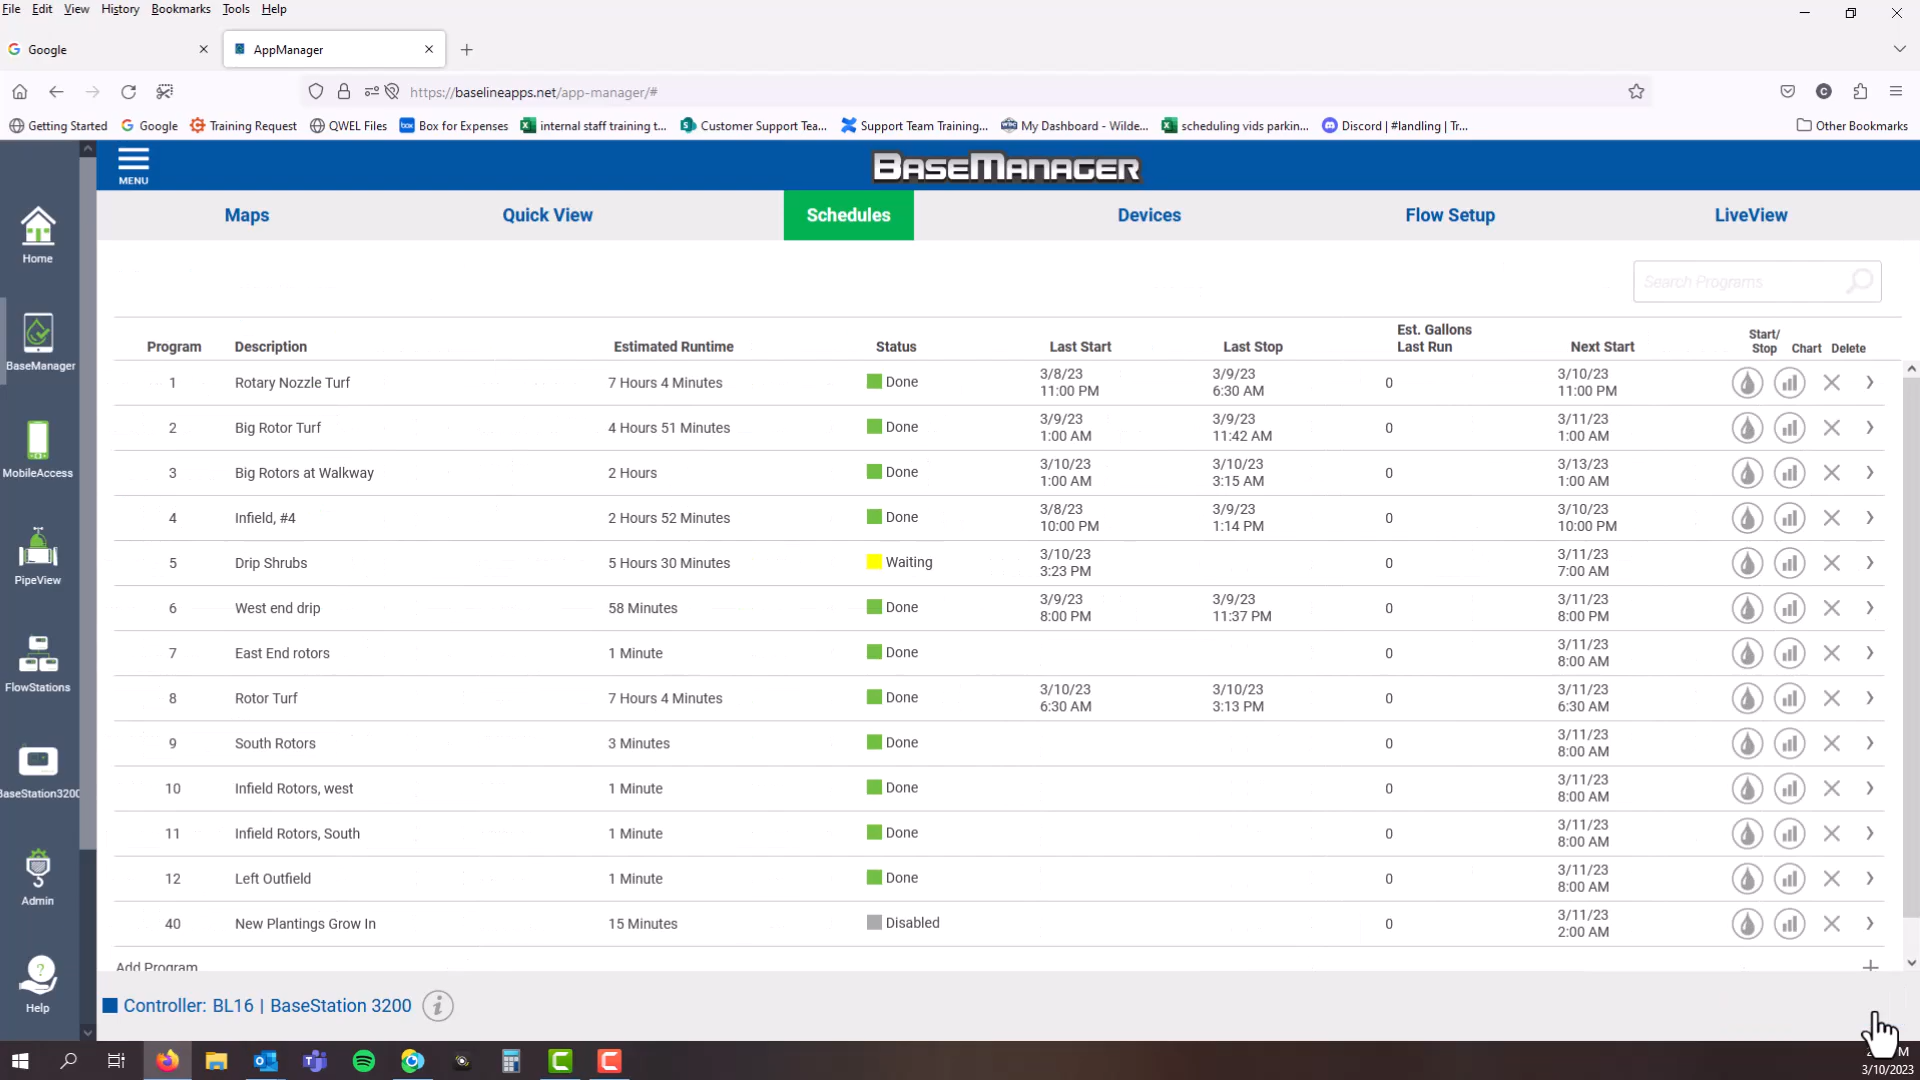 File Edit View History Bookmarks Tools Help
Google
AppManager
https://baselineapps.net/app-manager/#
Getting Started Google Training Request QWEL Files Box for Expenses internal staff training t... Customer Support Tea... Support Team Training... My Dashboard - Wilde... scheduling vids parkin... Discord | #landling | Tr... Other Bookmarks
MENU
BASEMANAGER
Maps Quick View Schedules Devices Flow Setup LiveView
Home
BaseManager
MobileAccess
PipeView
FlowStations
BaseStation3200
Admin
Help
Search Programs
Program Description Estimated Runtime Status Last Start Last Stop Est. Gallons Last Run Next Start Start/ Stop Chart Delete
1 Rotary Nozzle Turf 7 Hours 4 Minutes Done 3/8/23 11:00 PM 3/9/23 6:30 AM 0 3/10/23 11:00 PM
2 Big Rotor Turf 4 Hours 51 Minutes Done 3/9/23 1:00 AM 3/9/23 11:42 AM 0 3/11/23 1:00 AM
3 Big Rotors at Walkway 2 Hours Done 3/10/23 1:00 AM 3/10/23 3:15 AM 0 3/13/23 1:00 AM
4 Infield, #4 2 Hours 52 Minutes Done 3/8/23 10:00 PM 3/9/23 1:14 PM 0 3/10/23 10:00 PM
5 Drip Shrubs 5 Hours 30 Minutes Waiting 3/10/23 3:23 PM 0 3/11/23 7:00 AM
6 West end drip 58 Minutes Done 3/9/23 8:00 PM 3/9/23 11:37 PM 0 3/11/23 8:00 PM
7 East End rotors 1 Minute Done 0 3/11/23 8:00 AM
8 Rotor Turf 7 Hours 4 Minutes Done 3/10/23 6:30 AM 3/10/23 3:13 PM 0 3/11/23 6:30 AM
9 South Rotors 3 Minutes Done 0 3/11/23 8:00 AM
10 Infield Rotors, west 1 Minute Done 0 3/11/23 8:00 AM
11 Infield Rotors, South 1 Minute Done 0 3/11/23 8:00 AM
12 Left Outfield 1 Minute Done 0 3/11/23 8:00 AM
40 New Plantings Grow In 15 Minutes Disabled 0 3/11/23 2:00 AM
Add Program
Controller: BL16 | BaseStation 3200
3/10/2023